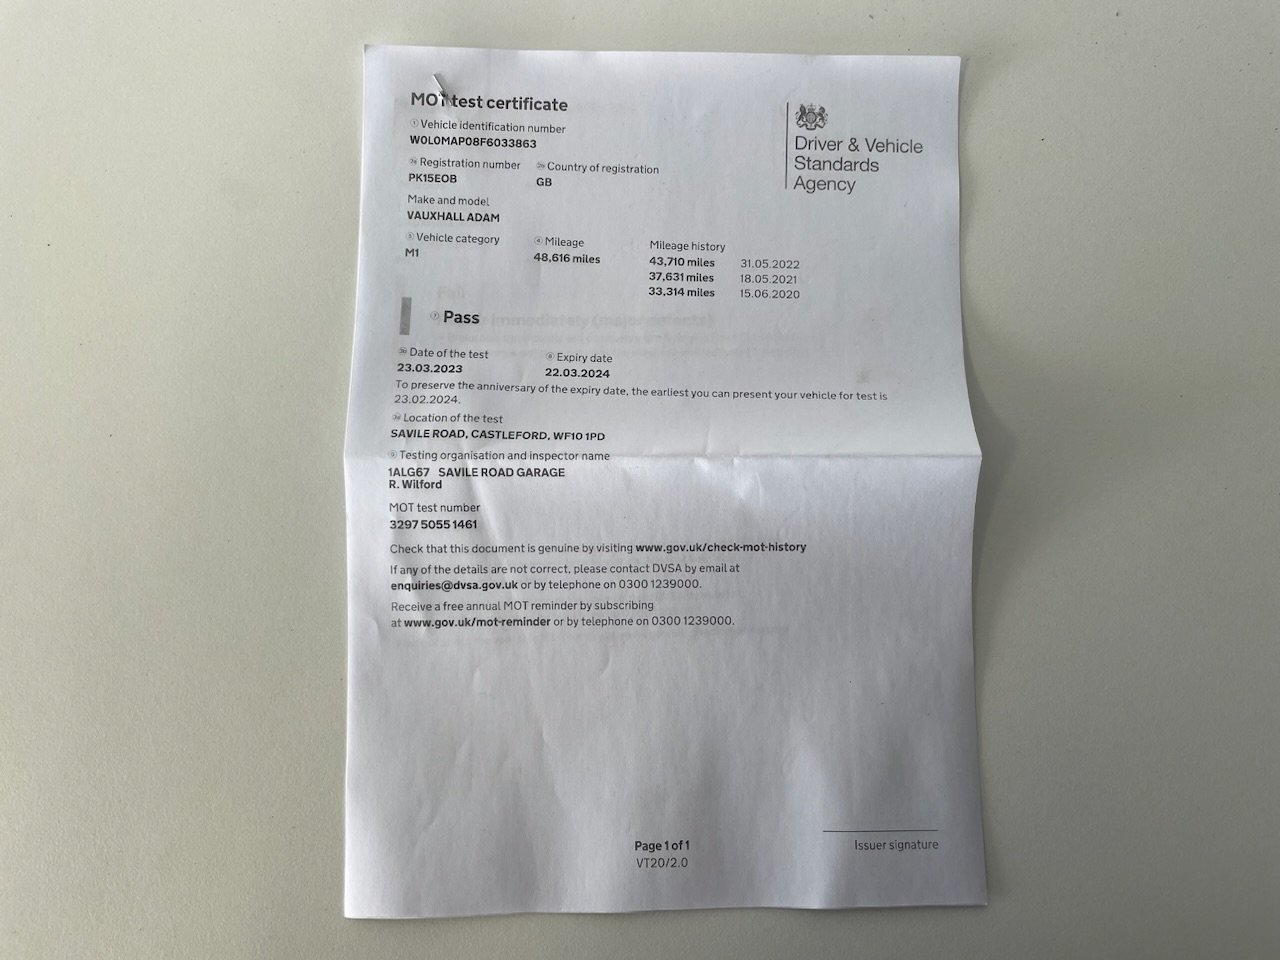 MOT test certificate
① Vehicle identification number
W0L0MAP08F6033863
Registration number
Country of registration
PK15EOB
GB
Make and model
VAUXHALL ADAM
Vehicle category
④ Mileage
Mileage history
M1
48,616 miles
43,710 miles 31.05.2022
37,631 miles 18.05.2021
33,314 miles 15.06.2020
Driver & Vehicle
Standards
Agency
Pass
Date of the test
Expiry date
23.03.2023
22.03.2024
To preserve the anniversary of the expiry date, the earliest you can present your vehicle for test is
23.02.2024.
Location of the test
SAVILE ROAD, CASTLEFORD, WF10 1PD
Testing organisation and inspector name
1ALG67 SAVILE ROAD GARAGE
R. Wilford
MOT test number
3297 5055 1461
Check that this document is genuine by visiting www.gov.uk/check-mot-history
If any of the details are not correct, please contact DVSA by email at
enquiries@dvsa.gov.uk or by telephone on 0300 1239000.
Receive a free annual MOT reminder by subscribing
at www.gov.uk/mot-reminder or by telephone on 0300 1239000.
Page 1 of 1
VT20/2.0
Issuer signature